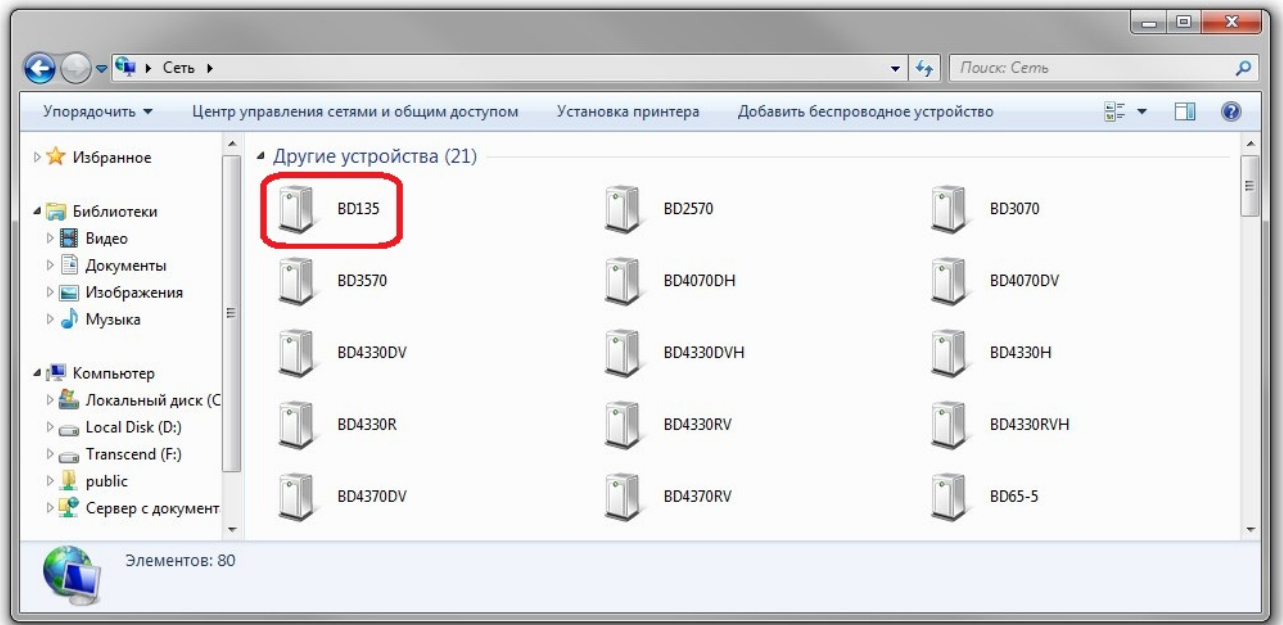 Сеть
Поиск: Сеть
Упорядочить Центр управления сетями и общим доступом Установка принтера Добавить беспроводное устройство
Избранное
Библиотеки
Видео
Документы
Изображения
Музыка
Компьютер
Локальный диск (C
Local Disk (D:)
Transcend (F:)
public
Сервер с документ
Другие устройства (21)
BD135 BD2570 BD3070
BD3570 BD4070DH BD4070DV
BD4330DV BD4330DVH BD4330H
BD4330R BD4330RV BD4330RVH
BD4370DV BD4370RV BD65-5
Элементов: 80